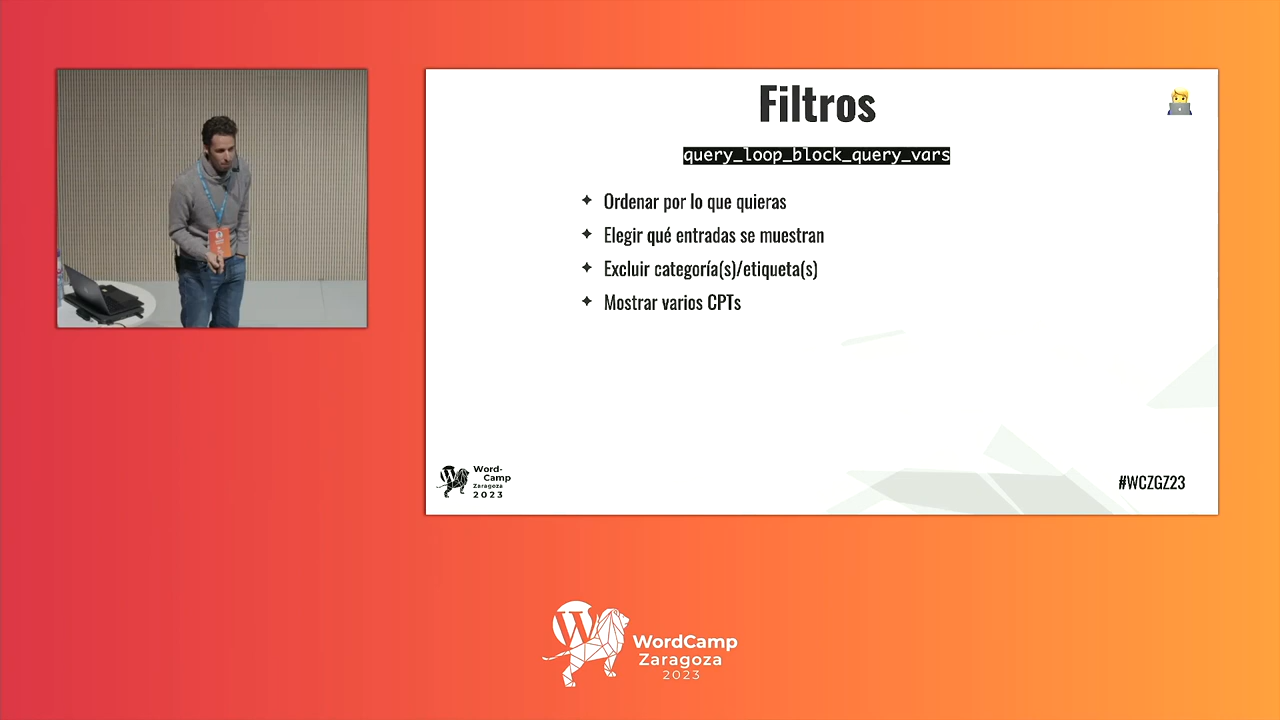 Filtros
query_loop_block_query_vars
Ordenar por lo que quieras
Elegir qué entradas se muestran
Excluir categoría(s)/etiqueta(s)
Mostrar varios CPTs
Word-
Camp
Zaragoza
2023
#WCZGZ23
WordCamp
Zaragoza
2023